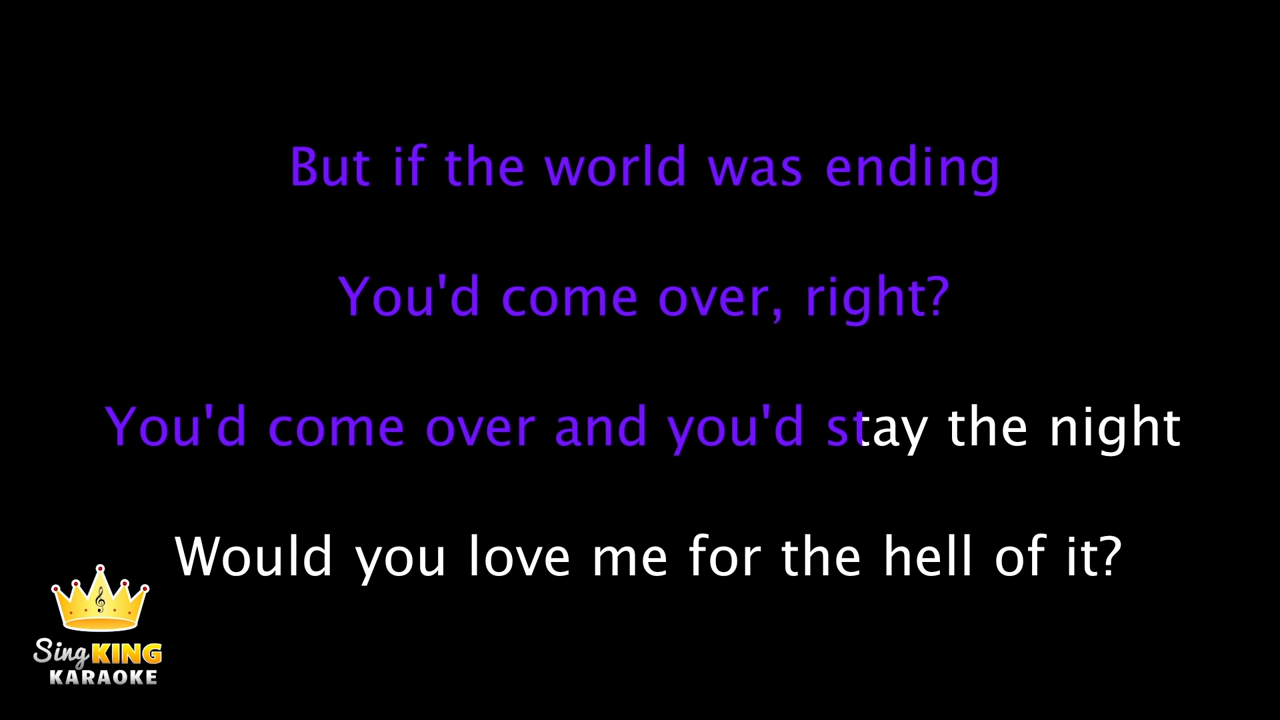 But if the world was ending
You'd come over, right?
You'd come over and you'd stay the night
Would you love me for the hell of it?
Sing KING
KARAOKE